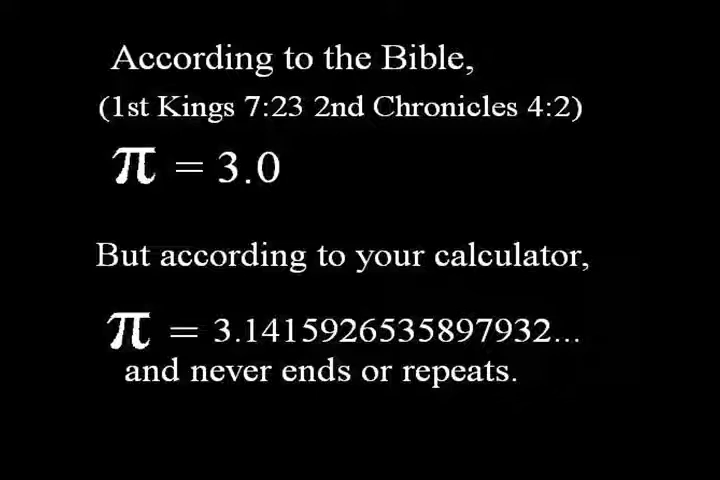 According to the Bible,
(1st Kings 7:23 2nd Chronicles 4:2)
π = 3.0
But according to your calculator,
π = 3.1415926535897932...
and never ends or repeats.